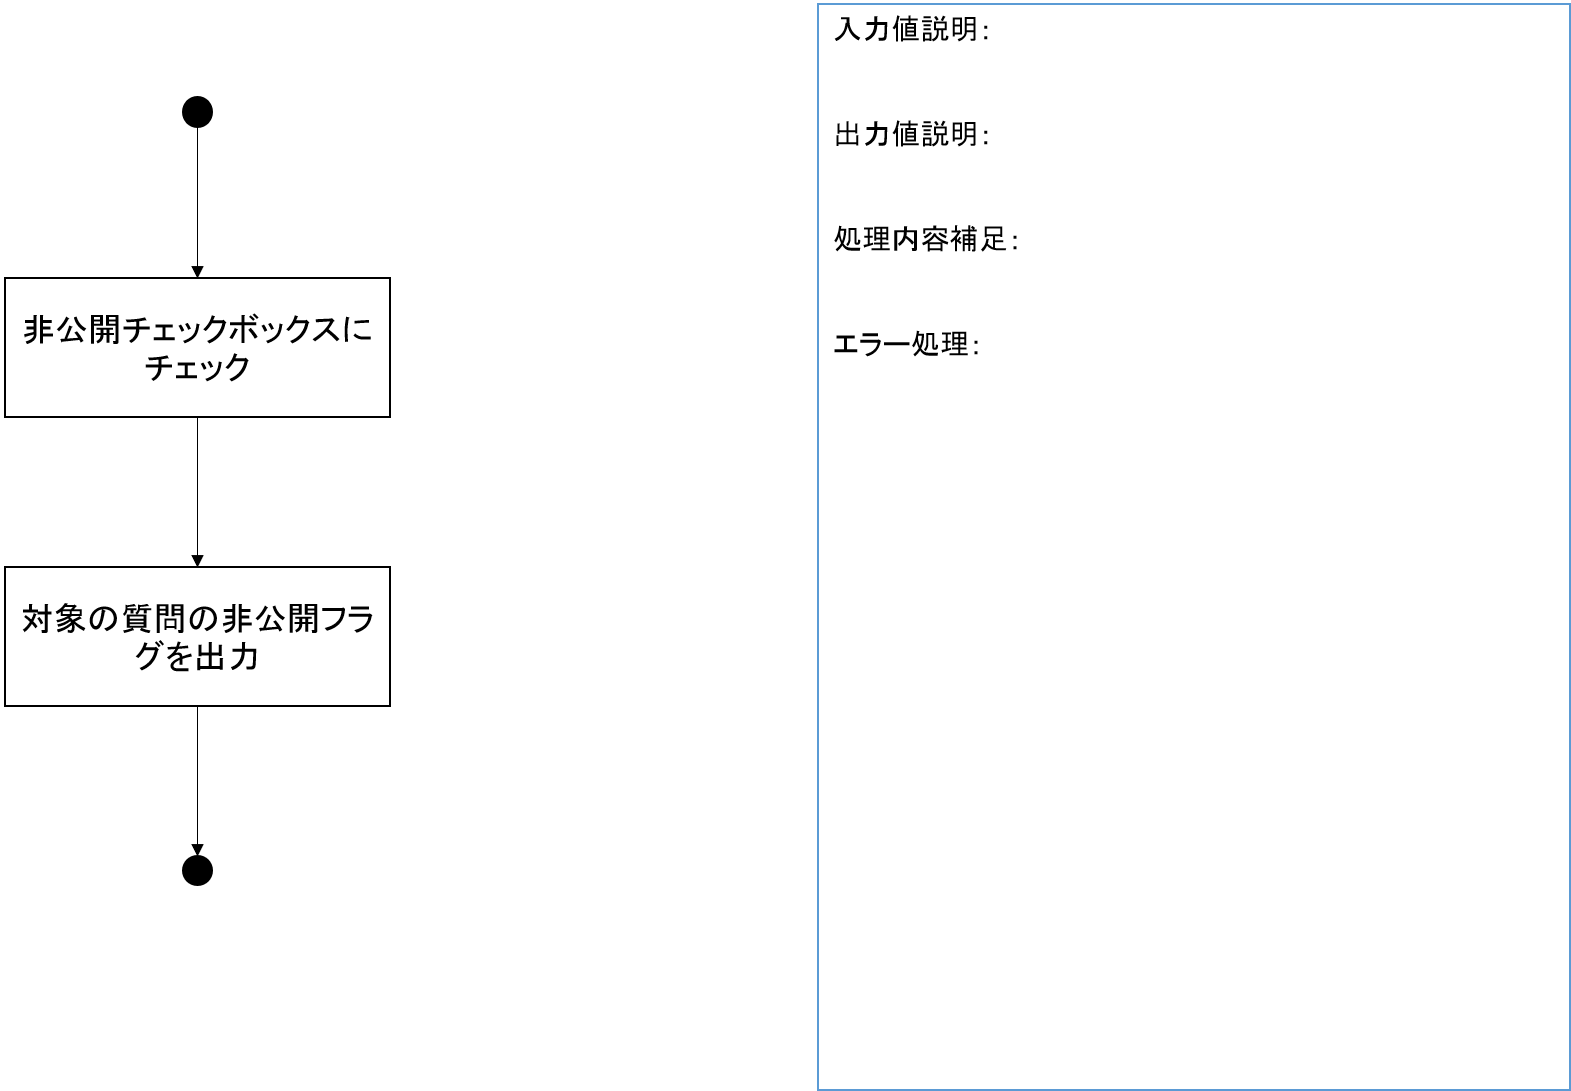 非公開チェックボックスに
チェック
対象の質問の非公開フラ
グを出力
入力値説明：
出力値説明：
処理内容補足：
エラー処理：